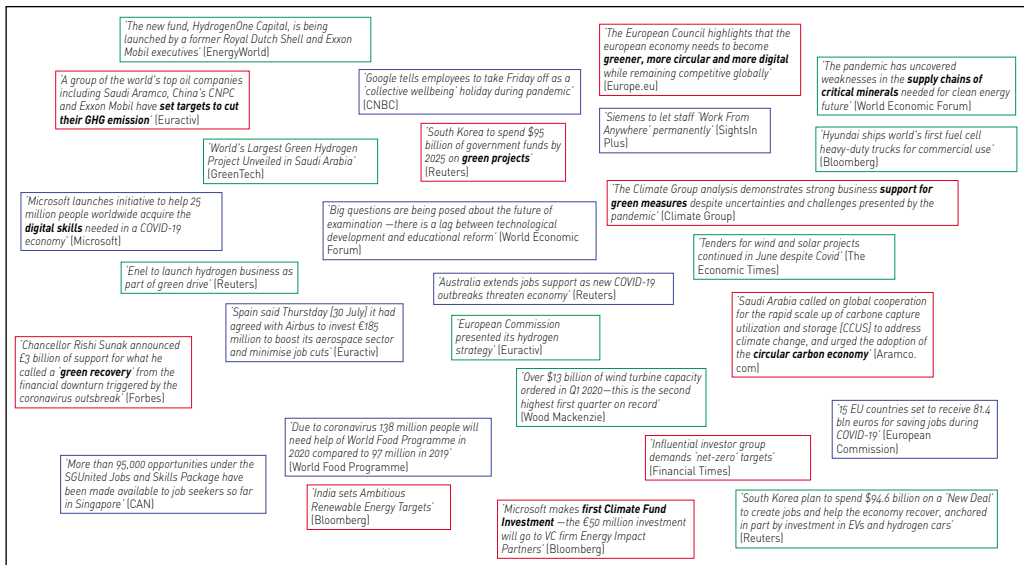 'The new fund, HydrogenOne Capital, is being
launched by a former Royal Dutch Shell and Exxon
Mobil executives' (EnergyWorld)
'A group of the world's top oil companies
including Saudi Aramco, China's CNPC
and Exxon Mobil have set targets to cut
their GHG emission' (Euractiv)
'Google tells employees to take Friday off as a
'collective wellbeing' holiday during pandemic'
(CNBC)
'The European Council highlights that the
european economy needs to become
greener, more circular and more digital
while remaining competitive globally'
(Europe.eu)
'The pandemic has uncovered
weaknesses in the supply chains of
critical minerals needed for clean energy
future' (World Economic Forum)
'Siemens to let staff 'Work From
Anywhere' permanently' (SightsIn
Plus)
'World's Largest Green Hydrogen
Project Unveiled in Saudi Arabia'
(GreenTech)
'South Korea to spend $95
billion of government funds by
2025 on green projects'
(Reuters)
'Hyundai ships world's first fuel cell
heavy-duty trucks for commercial use'
(Bloomberg)
'Microsoft launches initiative to help 25
million people worldwide acquire the
digital skills needed in a COVID-19
economy' (Microsoft)
'Big questions are being posed about the future of
examination —there is a lag between technological
development and educational reform' (World Economic
Forum)
'The Climate Group analysis demonstrates strong business support for
green measures despite uncertainties and challenges presented by the
pandemic' (Climate Group)
'Tenders for wind and solar projects
continued in June despite Covid' (The
Economic Times)
'Enel to launch hydrogen business as
part of green drive' (Reuters)
'Australia extends jobs support as new COVID-19
outbreaks threaten economy' (Reuters)
'Spain said Thurstday [30 July] it had
agreed with Airbus to invest €185
million to boost its aerospace sector
and minimise job cuts' (Euractiv)
'European Commission
presented its hydrogen
strategy' (Euractiv)
'Saudi Arabia called on global cooperation
for the rapid scale up of carbone capture
utilization and storage [CCUS] to address
climate change, and urged the adoption of
the circular carbon economy' (Aramco.
com)
'Chancellor Rishi Sunak announced
£3 billion of support for what he
called a 'green recovery' from the
financial downturn triggered by the
coronavirus outbreak' (Forbes)
'Over $13 billion of wind turbine capacity
ordered in Q1 2020—this is the second
highest first quarter on record'
(Wood Mackenzie)
'Due to coronavirus 138 million people will
need help of World Food Programme in
2020 compared to 97 million in 2019'
(World Food Programme)
'15 EU countries set to receive 81.4
bln euros for saving jobs during
COVID-19' (European
Commission)
'Influential investor group
demands 'net-zero' targets'
(Financial Times)
'More than 95,000 opportunities under the
SGUnited Jobs and Skills Package have
been made available to job seekers so far
in Singapore' (CAN)
'India sets Ambitious
Renewable Energy Targets'
(Bloomberg)
'Microsoft makes first Climate Fund
Investment —the €50 million investment
will go to VC firm Energy Impact
Partners' (Bloomberg)
'South Korea plan to spend $94.6 billion on a 'New Deal'
to create jobs and help the economy recover, anchored
in part by investment in EVs and hydrogen cars'
(Reuters)